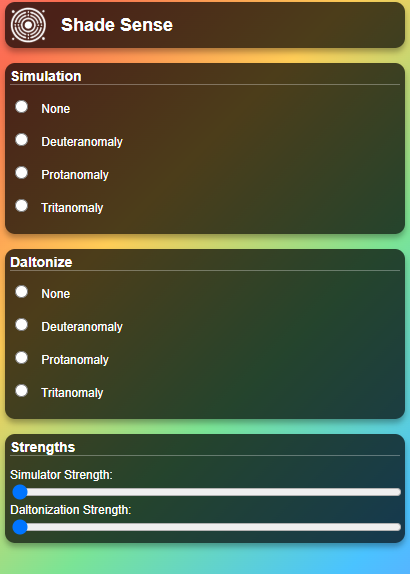 Shade Sense
Simulation
None
Deuteranomaly
Protanomaly
Tritanomaly
Daltonize
None
Deuteranomaly
Protanomaly
Tritanomaly
Strengths
Simulator Strength:
Daltonization Strength: